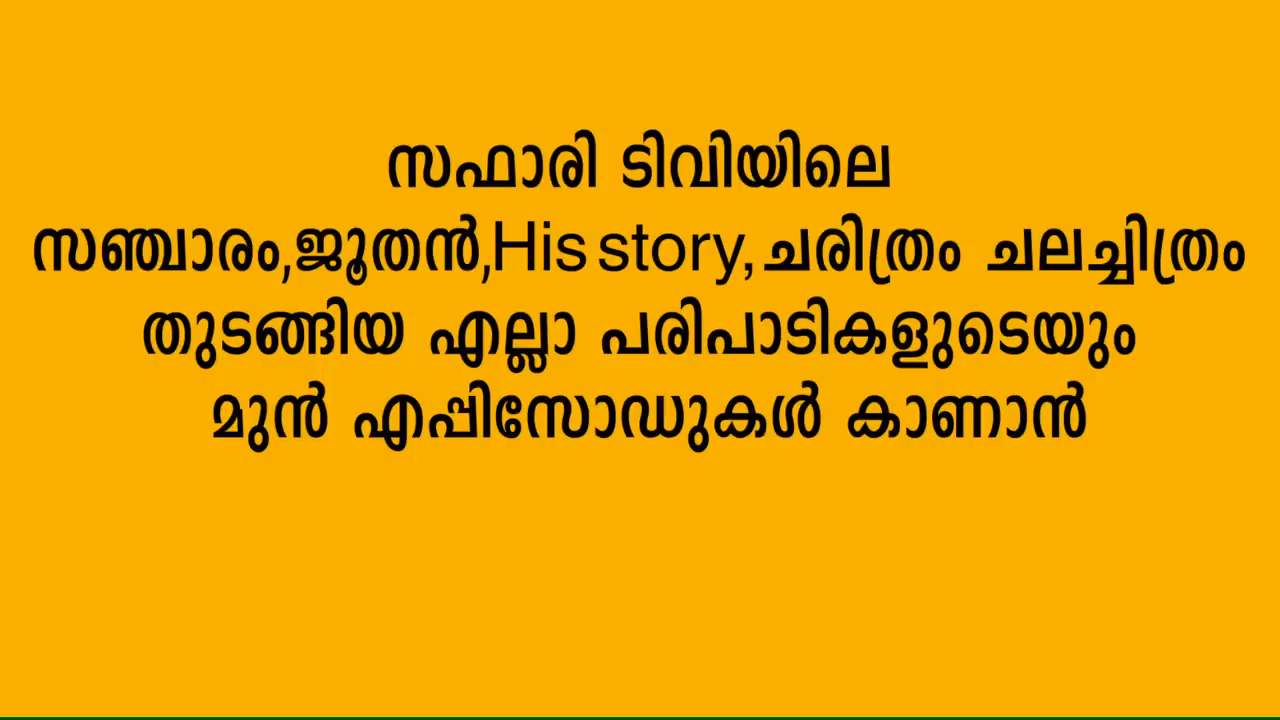 സഫാരി ടിവിയിലെ
സഞ്ചാരം,ജൂതൻ,His story,ചരിത്രം ചലച്ചിത്രം
തുടങ്ങിയ എല്ലാ പരിപാടികളുടെയും
മുൻ എപ്പിസോഡുകൾ കാണാൻ